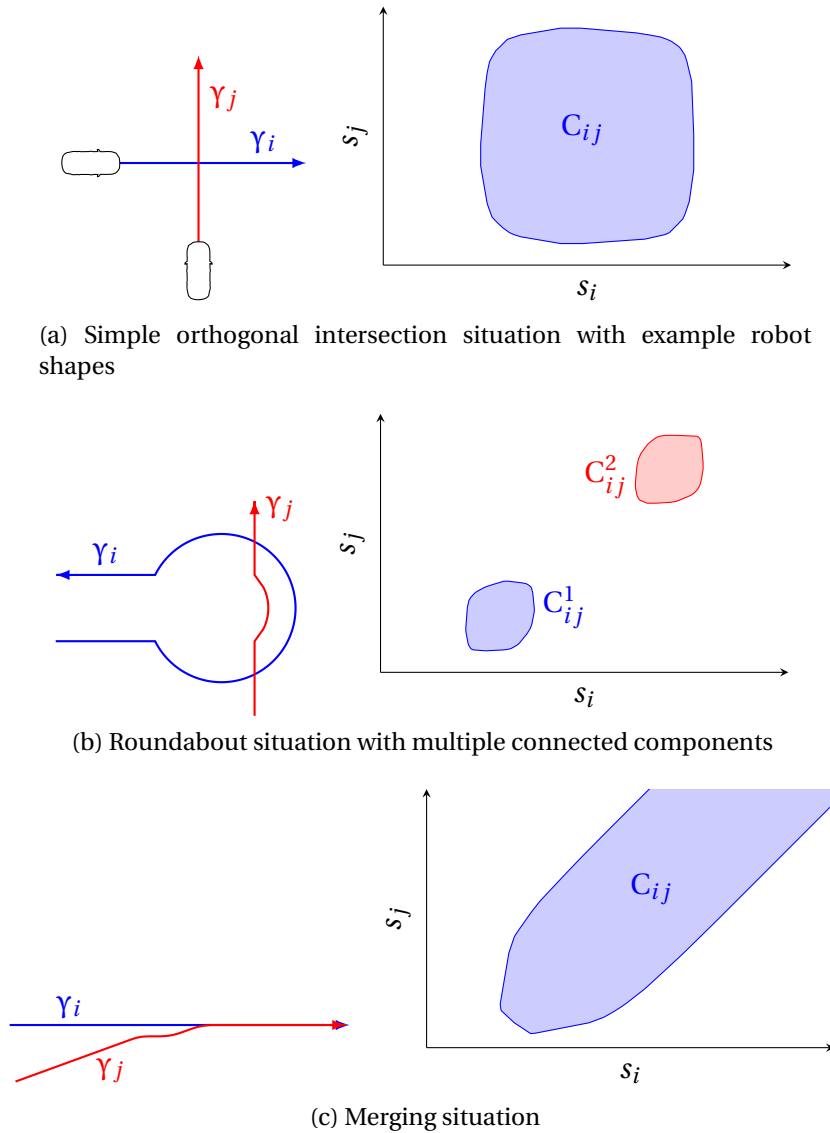 γj
γi
sj
Cij
si
(a) Simple orthogonal intersection situation with example robot
shapes
γj
γi
sj
C²ij
C¹ij
si
(b) Roundabout situation with multiple connected components
γi
γj
sj
Cij
si
(c) Merging situation